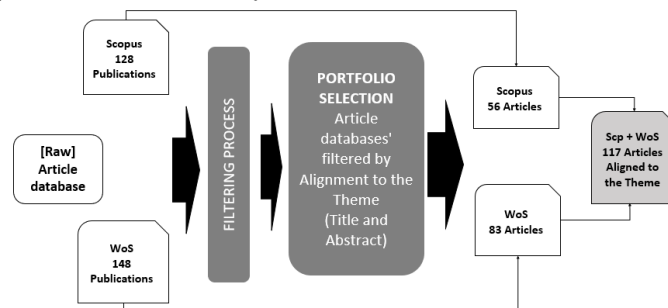 Scopus
128
Publications
[Raw]
Article
database
WoS
148
Publications
FILTERING PROCESS
PORTFOLIO
SELECTION
Article
databases'
filtered by
Alignment to the
Theme
(Title and
Abstract)
Scopus
56 Articles
WoS
83 Articles
Scp + WoS
117 Articles
Aligned to
the Theme